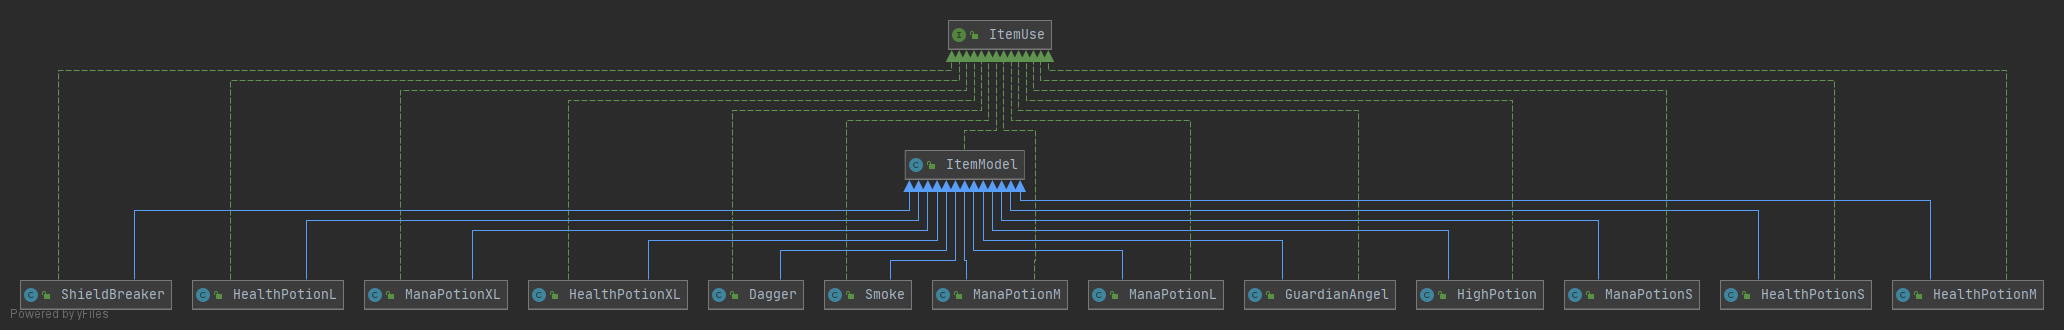 ItemUse
ItemModel
ShieldBreaker HealthPotionL ManaPotionXL HealthPotionXL Dagger Smoke ManaPotionM ManaPotionL GuardianAngel HighPotion ManaPotionS HealthPotionS HealthPotionM
Powered by yFiles